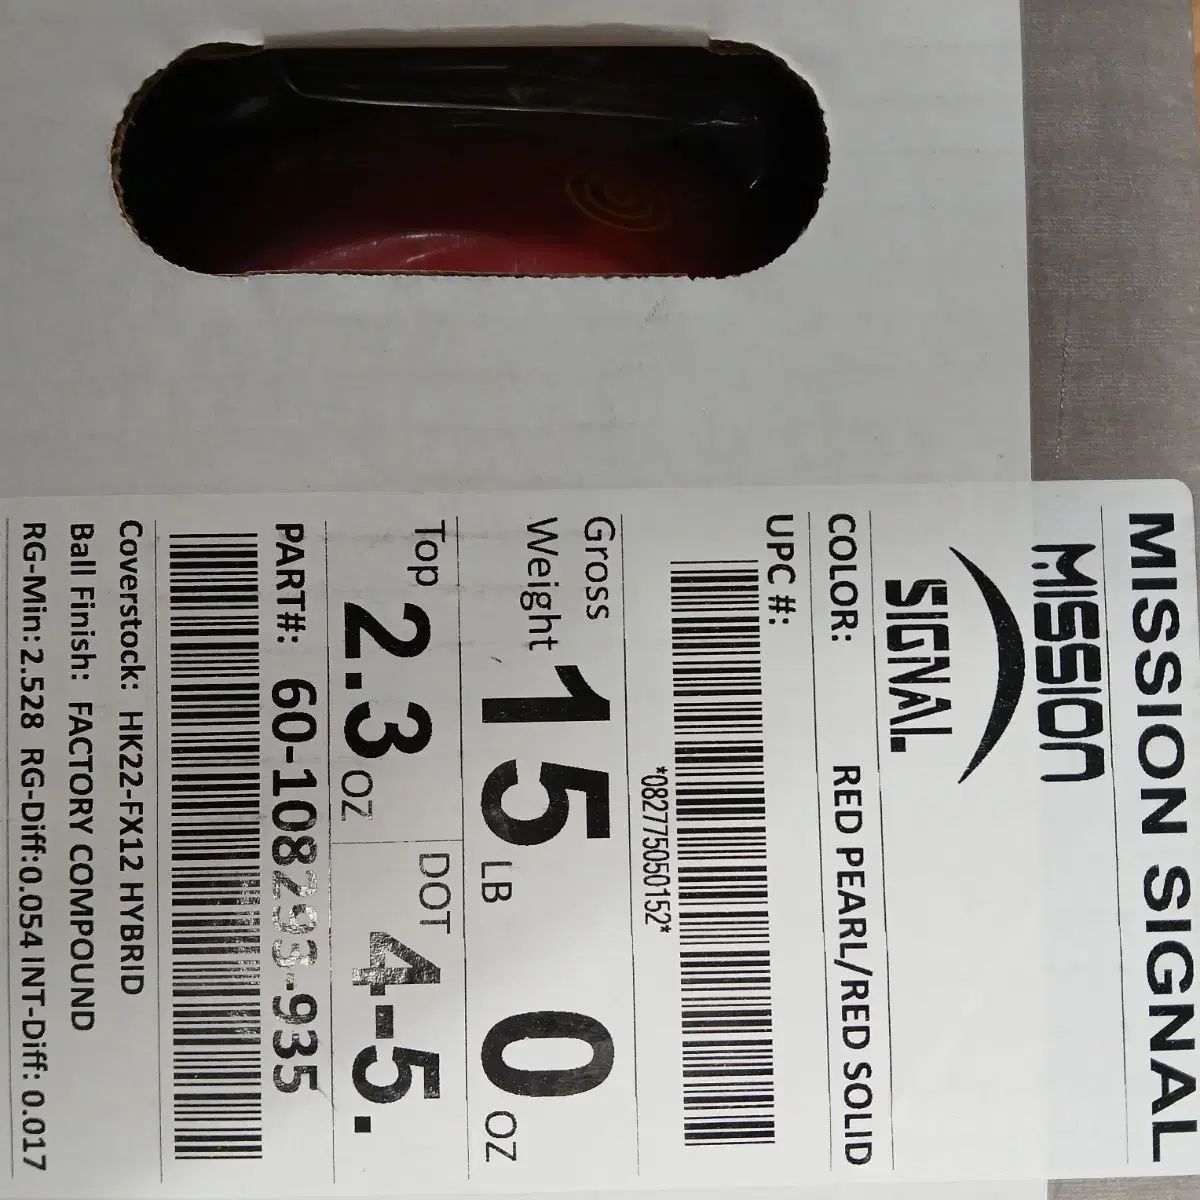 MISSION SIGNAL
MISSION
SIGNAL
COLOR: RED PEARL/RED SOLID
UPC #:
*0827750501​52*
Gross Weight 15 LB 0 OZ
Top 2.3 OZ DOT 4-5.
PART#: 60-108293-935
Coverstock: HK22-FX12 HYBRID
Ball Finish: FACTORY COMPOUND
RG-Min: 2.528 RG-Diff:0.054 INT-Diff: 0.017